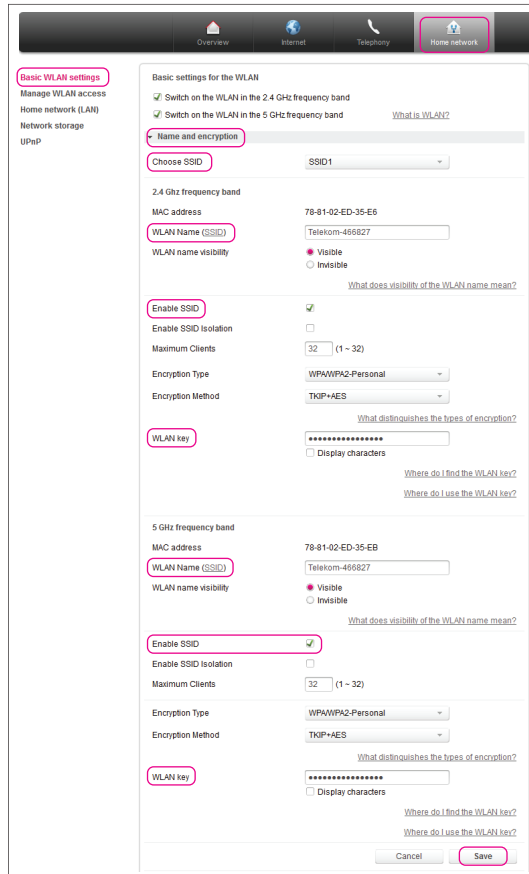 Overview Internet Telephony Home network
Basic WLAN settings
Manage WLAN access
Home network (LAN)
Network storage
UPnP
Basic settings for the WLAN
Switch on the WLAN in the 2.4 GHz frequency band
Switch on the WLAN in the 5 GHz frequency band What is WLAN?
Name and encryption
Choose SSID SSID1
2.4 Ghz frequency band
MAC address 78-81-02-ED-35-E6
WLAN Name (SSID) Telekom-466827
WLAN name visibility Visible
Invisible
What does visibility of the WLAN name mean?
Enable SSID
Enable SSID Isolation
Maximum Clients 32 (1 ~ 32)
Encryption Type WPA/WPA2-Personal
Encryption Method TKIP+AES
What distinguishes the types of encryption?
WLAN key ••••••••••••••••
Display characters
Where do I find the WLAN key?
Where do I use the WLAN key?
5 GHz frequency band
MAC address 78-81-02-ED-35-EB
WLAN Name (SSID) Telekom-466827
WLAN name visibility Visible
Invisible
What does visibility of the WLAN name mean?
Enable SSID
Enable SSID Isolation
Maximum Clients 32 (1 ~ 32)
Encryption Type WPA/WPA2-Personal
Encryption Method TKIP+AES
What distinguishes the types of encryption?
WLAN key ••••••••••••••••
Display characters
Where do I find the WLAN key?
Where do I use the WLAN key?
Cancel Save